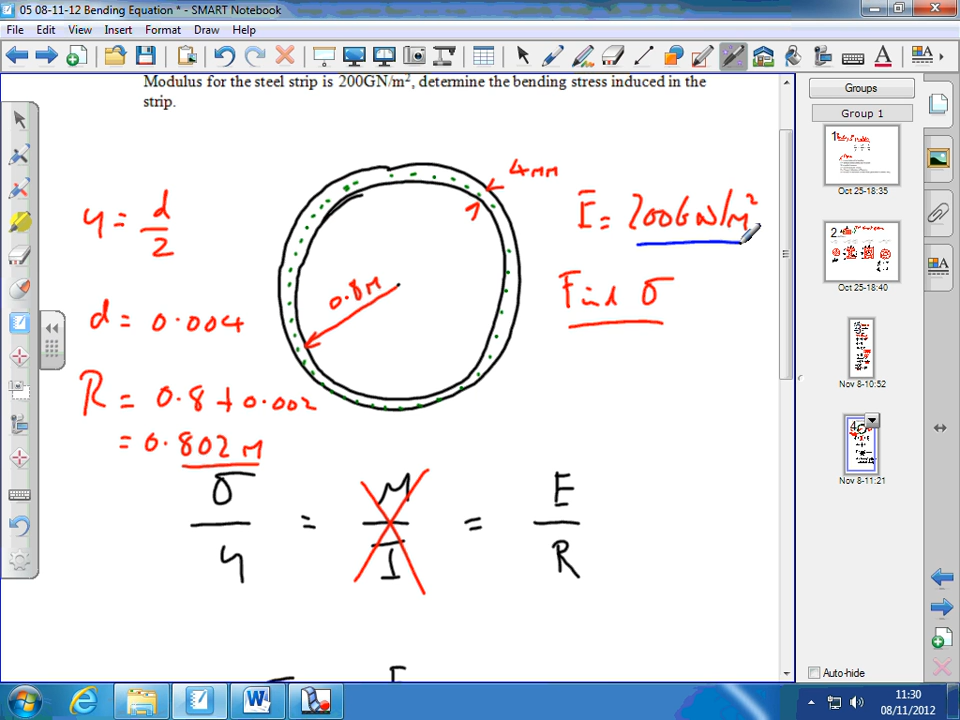 05 08-11-12 Bending Equation * - SMART Notebook
File Edit View Insert Format Draw Help
Modulus for the steel strip is 200GN/m², determine the bending stress induced in the
strip.
4mm
y = d/2
E = 200GN/m²
0.8m
Find σ
d = 0.004
R = 0.8 + 0.002
= 0.802 m
σ/y = M/I = E/R
Groups
Group 1
1
Oct 25-18:35
2
Oct 25-18:40
Nov 8-10:52
4
Nov 8-11:21
Auto-hide
11:30
08/11/2012